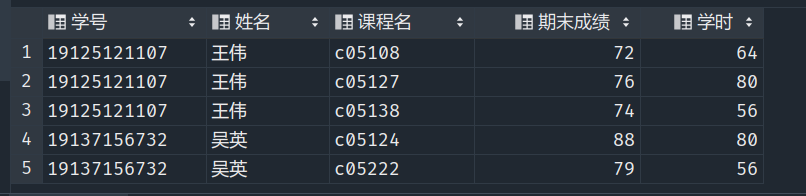 学号 姓名 课程名 期末成绩 学时
1 19125121107 王伟 c05108 72 64
2 19125121107 王伟 c05127 76 80
3 19125121107 王伟 c05138 74 56
4 19137156732 吴英 c05124 88 80
5 19137156732 吴英 c05222 79 56